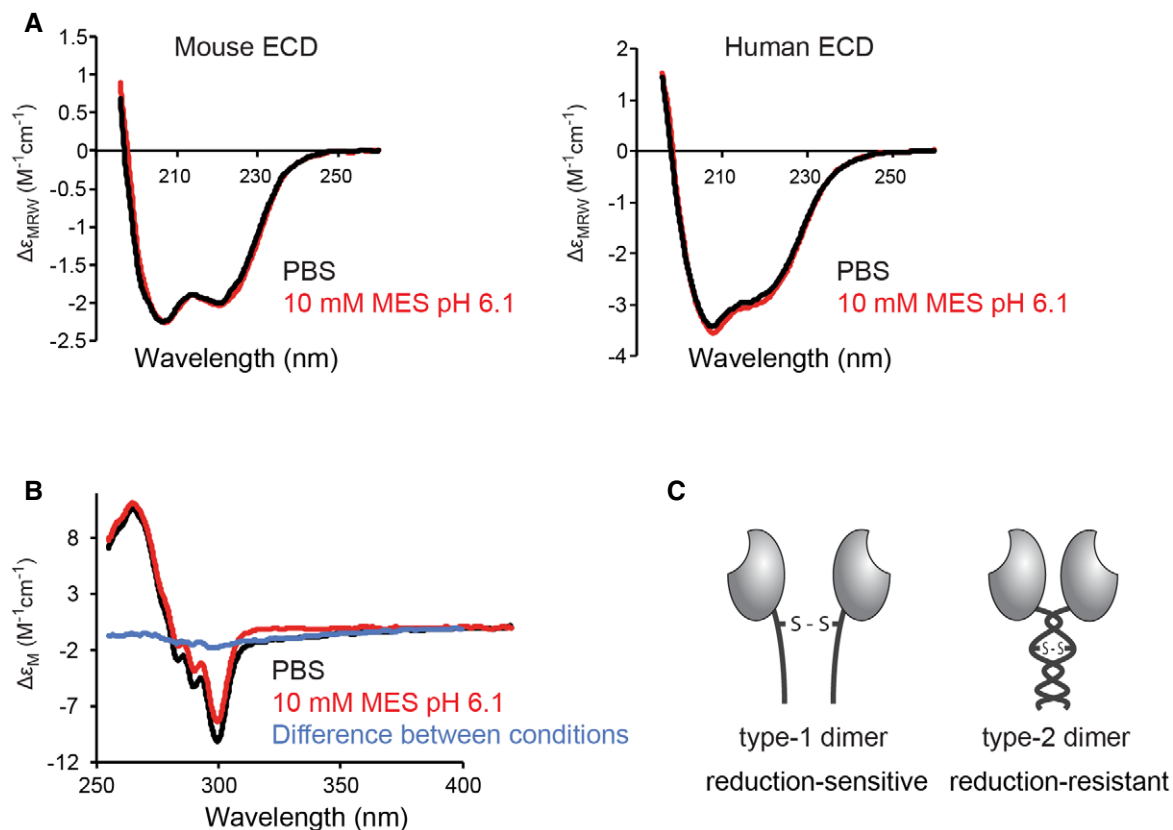 A
Mouse ECD
1.5
1
0.5
0
-0.5
-1
-1.5
-2
-2.5
210 230 250
ΔεMRW (M⁻¹cm⁻¹)
PBS
10 mM MES pH 6.1
Wavelength (nm)
Human ECD
2
1
0
-1
-2
-3
-4
210 230 250
ΔεMRW (M⁻¹cm⁻¹)
PBS
10 mM MES pH 6.1
Wavelength (nm)
B
8
3
-2
-7
-12
250 300 350 400
ΔεM (M⁻¹cm⁻¹)
PBS
10 mM MES pH 6.1
Difference between conditions
Wavelength (nm)
C
S - S
type-1 dimer
reduction-sensitive
S - S
type-2 dimer
reduction-resistant